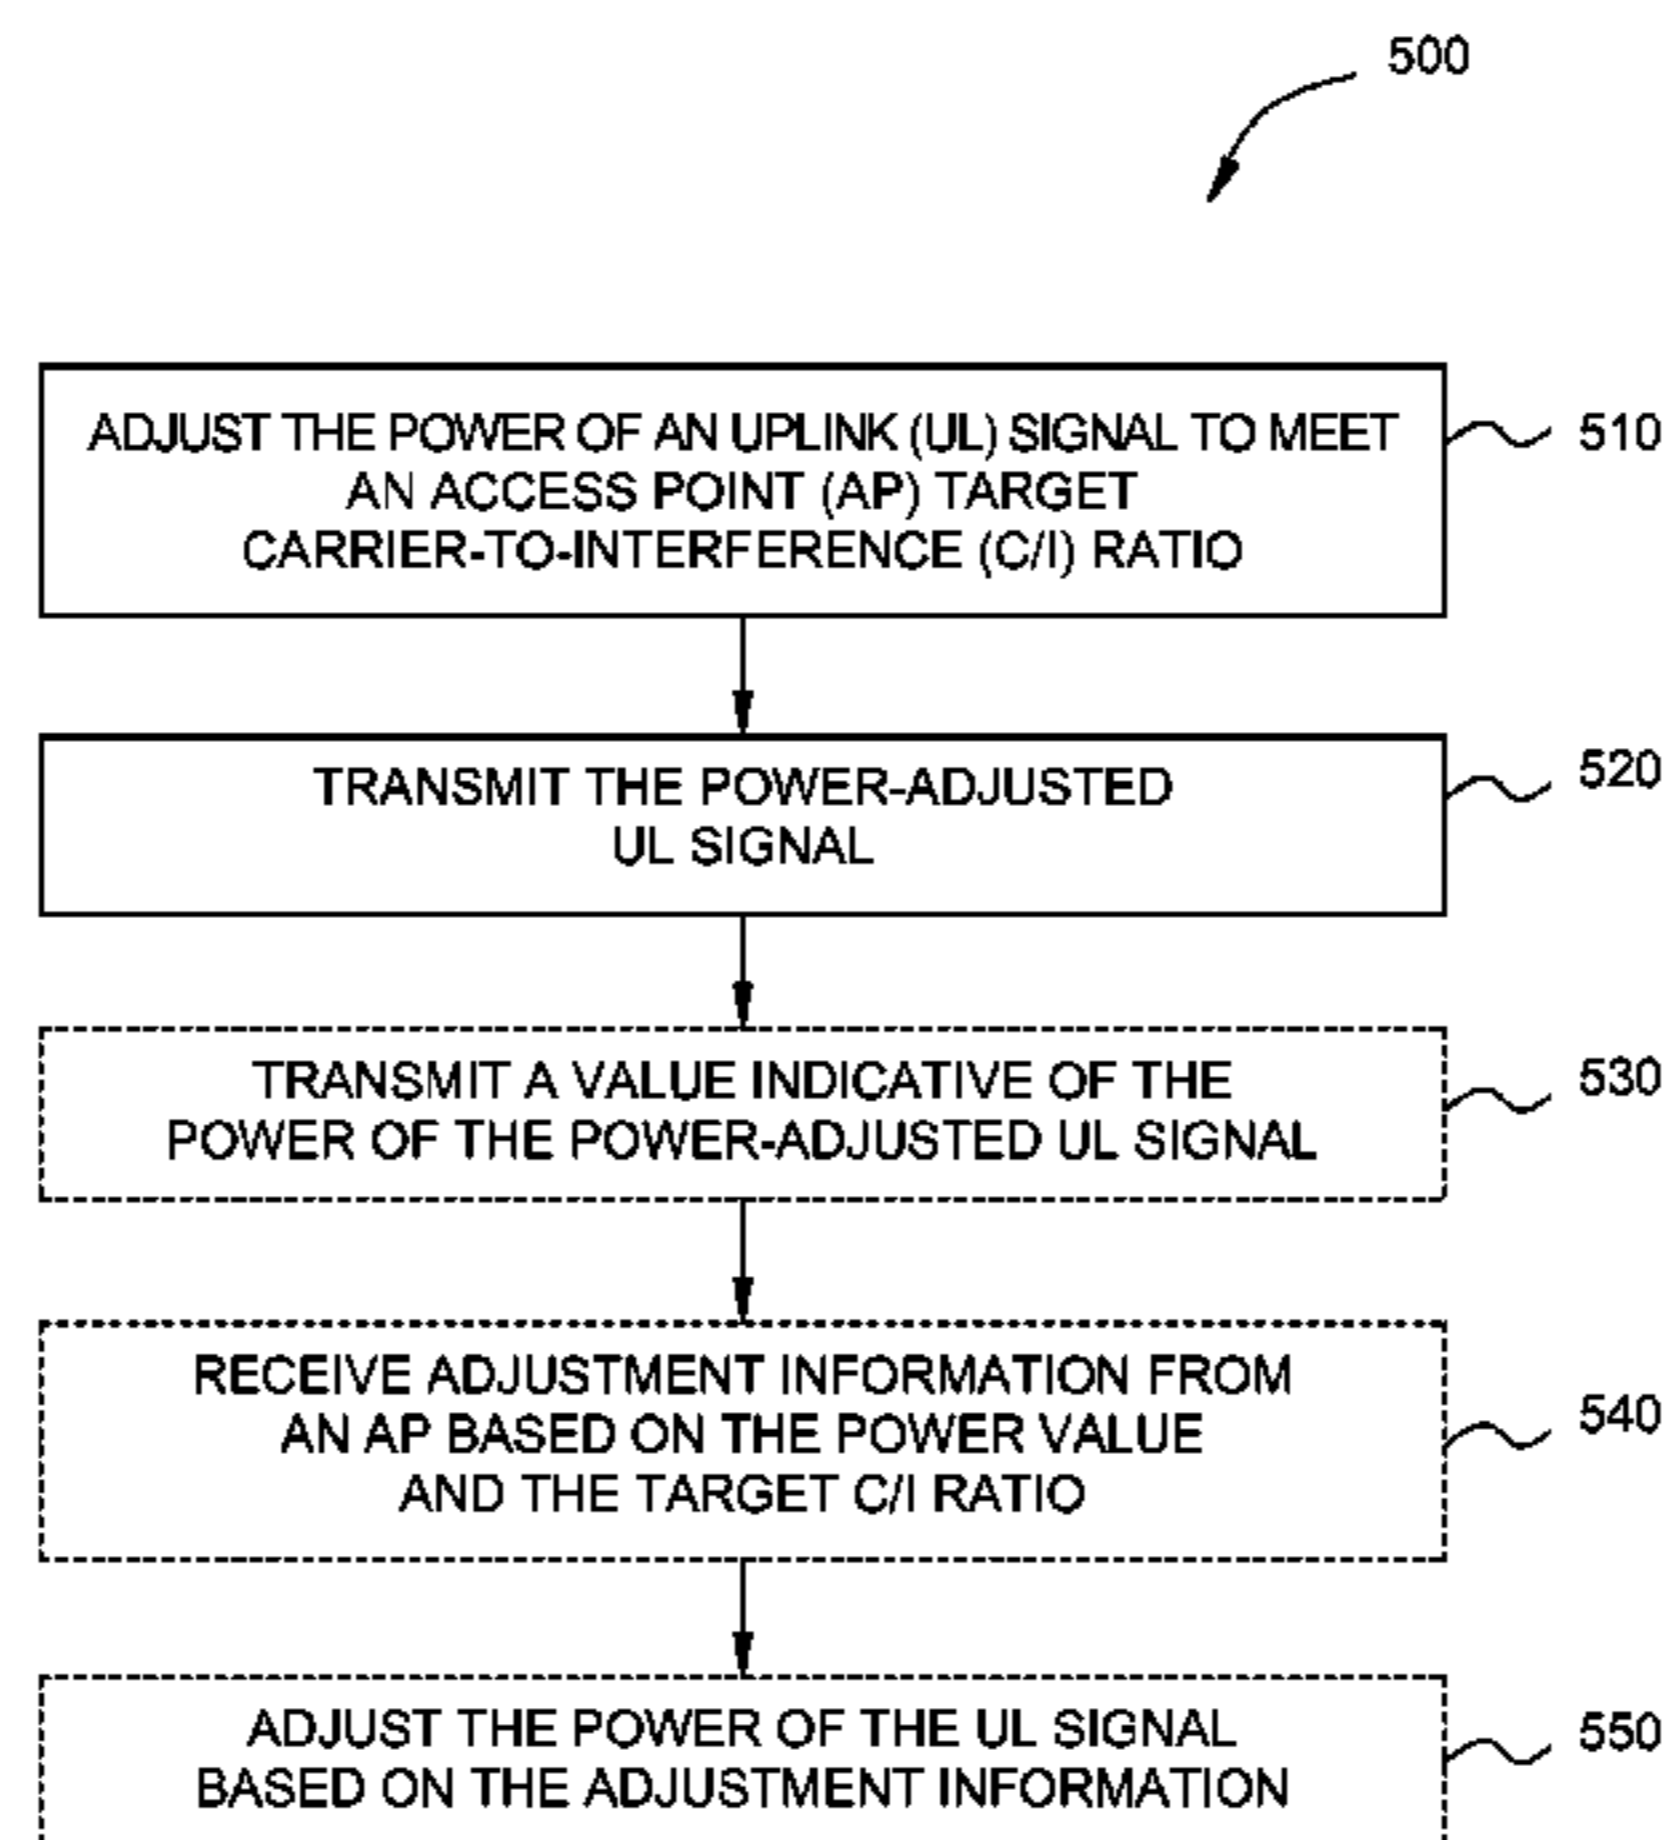 500
ADJUST THE POWER OF AN UPLINK (UL) SIGNAL TO MEET
AN ACCESS POINT (AP) TARGET
CARRIER-TO-INTERFERENCE (C/I) RATIO
510
TRANSMIT THE POWER-ADJUSTED
UL SIGNAL
520
TRANSMIT A VALUE INDICATIVE OF THE
POWER OF THE POWER-ADJUSTED UL SIGNAL
530
RECEIVE ADJUSTMENT INFORMATION FROM
AN AP BASED ON THE POWER VALUE
AND THE TARGET C/I RATIO
540
ADJUST THE POWER OF THE UL SIGNAL
BASED ON THE ADJUSTMENT INFORMATION
550